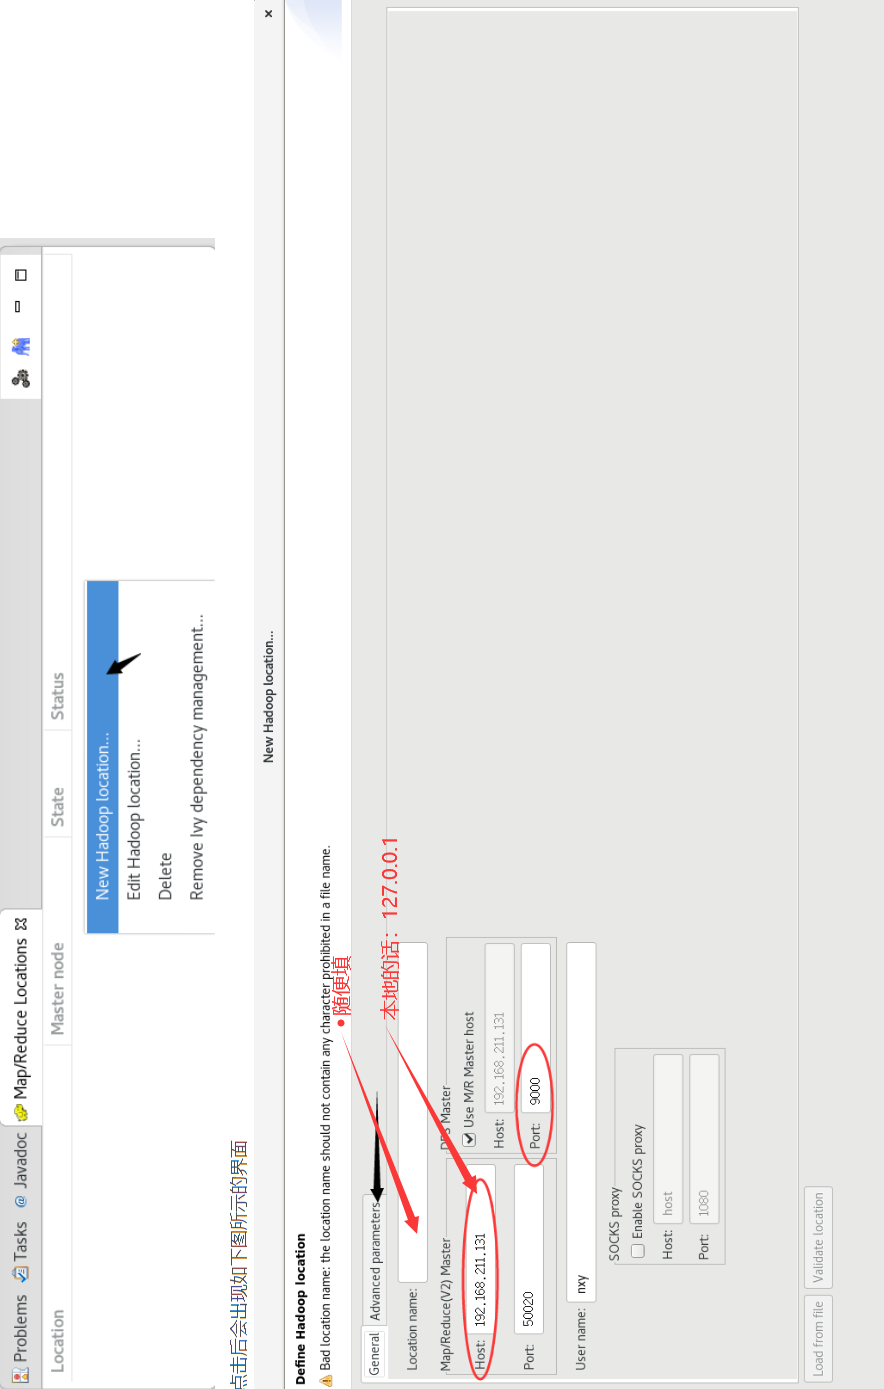 Problems Tasks @ Javadoc Map/Reduce Locations
Location Master node State Status
New Hadoop location...
Edit Hadoop location...
Delete
Remove Ivy dependency management...
点击后会出现如下图所示的界面
New Hadoop location...
Define Hadoop location
Bad location name: the location name should not contain any character prohibited in a file name.
•随便填
General Advanced parameters
本地的话：127.0.0.1
Location name:
Map/Reduce(V2) Master DFS Master
Use M/R Master host
Host: 192.168.211.131 Host: 192.168.211.131
Port: 50020 Port: 9000
User name: nxy
SOCKS proxy
Enable SOCKS proxy
Host: host
Port: 1080
Load from file Validate location